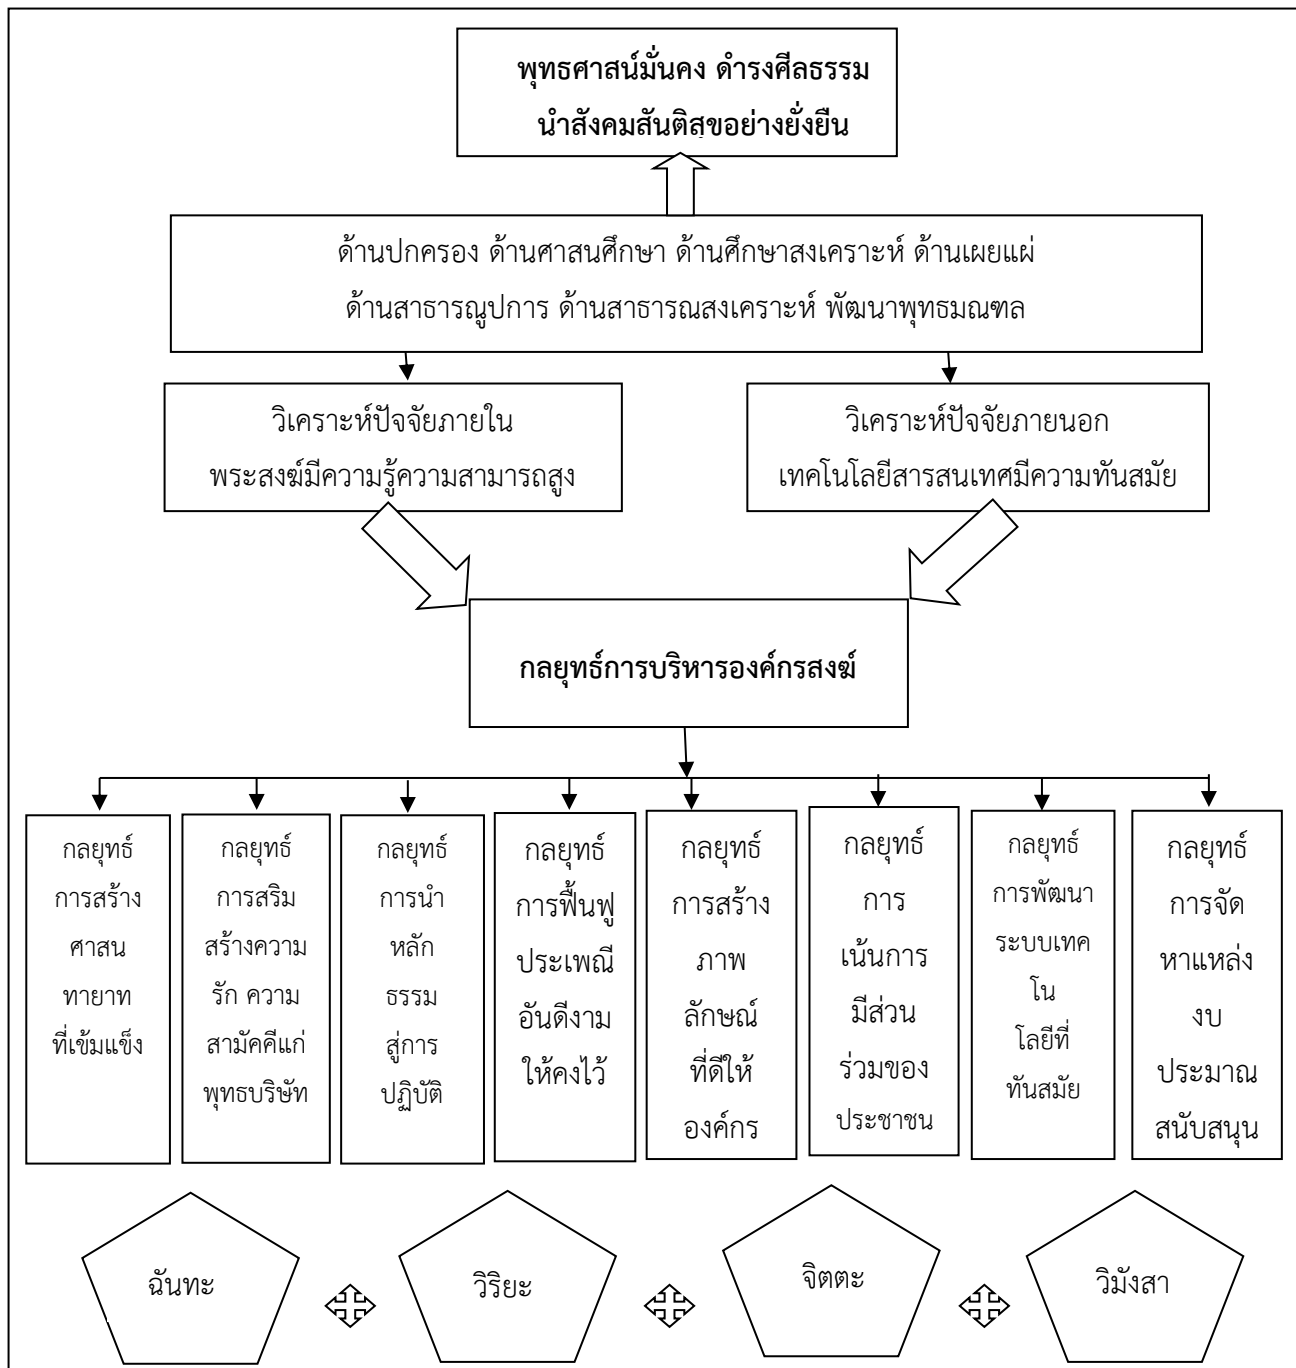 พุทธศาสน์มั่นคง ดำรงศีลธรรม
นำสังคมสันติสุขอย่างยั่งยืน
ด้านปกครอง ด้านศาสนศึกษา ด้านศึกษาสงเคราะห์ ด้านเผยแผ่
ด้านสาธารณูปการ ด้านสาธารณสงเคราะห์ พัฒนาพุทธมณฑล
วิเคราะห์ปัจจัยภายใน
พระสงฆ์มีความรู้ความสามารถสูง
วิเคราะห์ปัจจัยภายนอก
เทคโนโลยีสารสนเทศมีความทันสมัย
กลยุทธ์การบริหารองค์กรสงฆ์
กลยุทธ์
การสร้าง
ศาสน
ทายาท
ที่เข้มแข็ง
กลยุทธ์
การสริม
สร้างความ
รัก ความ
สามัคคีแก่
พุทธบริษัท
กลยุทธ์
การนำ
หลัก
ธรรม
สู่การ
ปฏิบัติ
กลยุทธ์
การฟื้นฟู
ประเพณี
อันดีงาม
ให้คงไว้
กลยุทธ์
การสร้าง
ภาพ
ลักษณ์
ที่ดีให้
องค์กร
กลยุทธ์
การ
เน้นการ
มีส่วน
ร่วมของ
ประชาชน
กลยุทธ์
การพัฒนา
ระบบเทค
โน
โลยีที่
ทันสมัย
กลยุทธ์
การจัด
หาแหล่ง
งบ
ประมาณ
สนับสนุน
ฉันทะ
วิริยะ
จิตตะ
วิมังสา